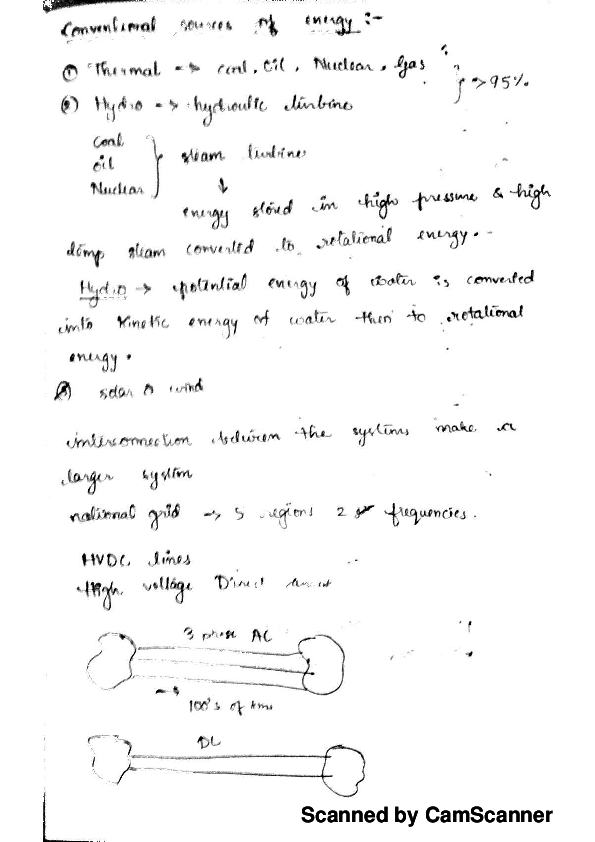 Conventional sources of energy :-
① Thermal => coal, Oil, Nuclear, Gas
② Hydro => hydroulic turbine
} >95%
Coal
Oil
Nuclear
} steam turbine
↓
energy stored in high pressure & high
temp steam converted to rotational energy.
Hydro → potential energy of water is converted
into kinetic energy of water then to rotational
energy.
③ solar & wind
interconnection between the systems make a
larger system
national grid → 5 regions 2 frequencies.
HVDC lines
High voltage Direct
3 phase AC
→
100's of kms
DC
Scanned by CamScanner